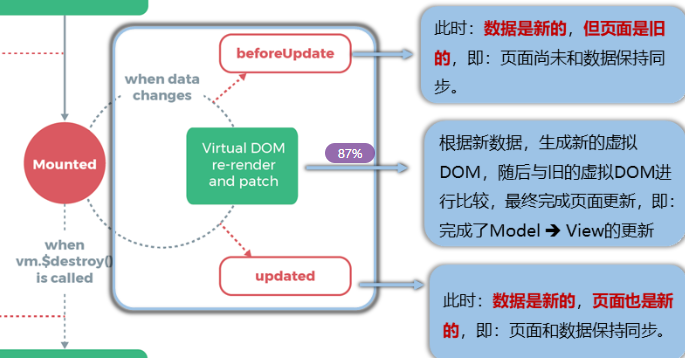 beforeUpdate
此时：数据是新的，但页面是旧
的，即：页面尚未和数据保持同
步。
when data
changes
Mounted
Virtual DOM
re-render
and patch
87%
根据新数据，生成新的虚拟
DOM，随后与旧的虚拟DOM进
行比较，最终完成页面更新，即：
完成了Model ➔ View的更新
when
vm.$destroy()
is called
updated
此时：数据是新的，页面也是新
的，即：页面和数据保持同步。